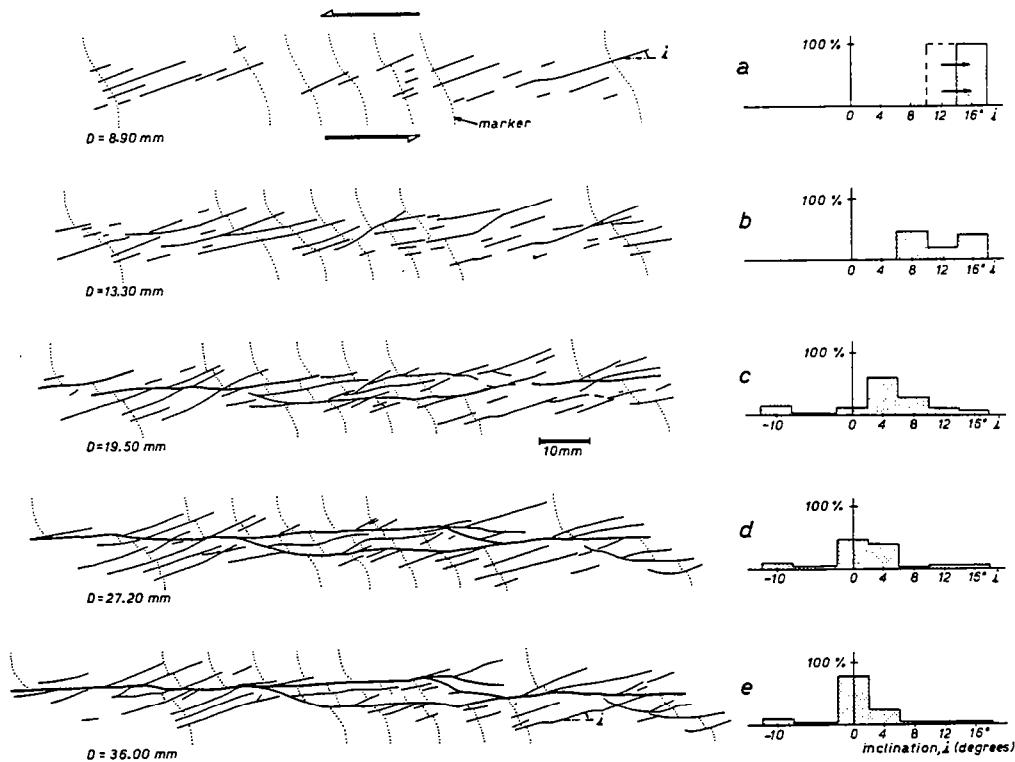 a
100 %
i
0 4 8 12 16° i
marker
D = 8.90 mm
b
100 %
0 4 8 12 16° i
D = 13.30 mm
c
100 %
-10 0 4 8 12 16° i
D = 19.50 mm
10mm
d
100 %
-10 0 4 8 12 16° i
D = 27.20 mm
e
100 %
i
-10 0 4 8 12 16°
inclination, i (degrees)
D = 36.00 mm